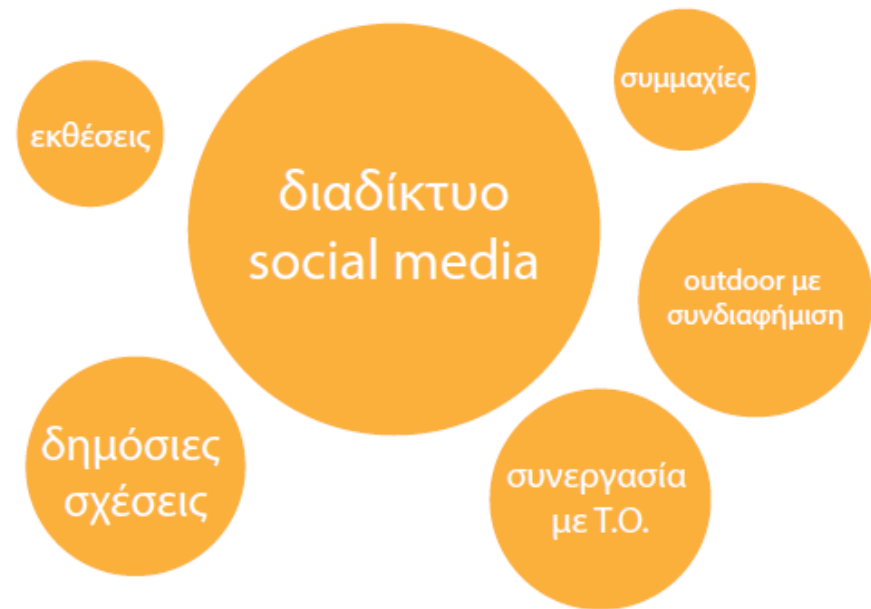 συμμαχίες
εκθέσεις
διαδίκτυο
social media
outdoor με
συνδιαφήμιση
δημόσιες
σχέσεις
συνεργασία
με Τ.Ο.